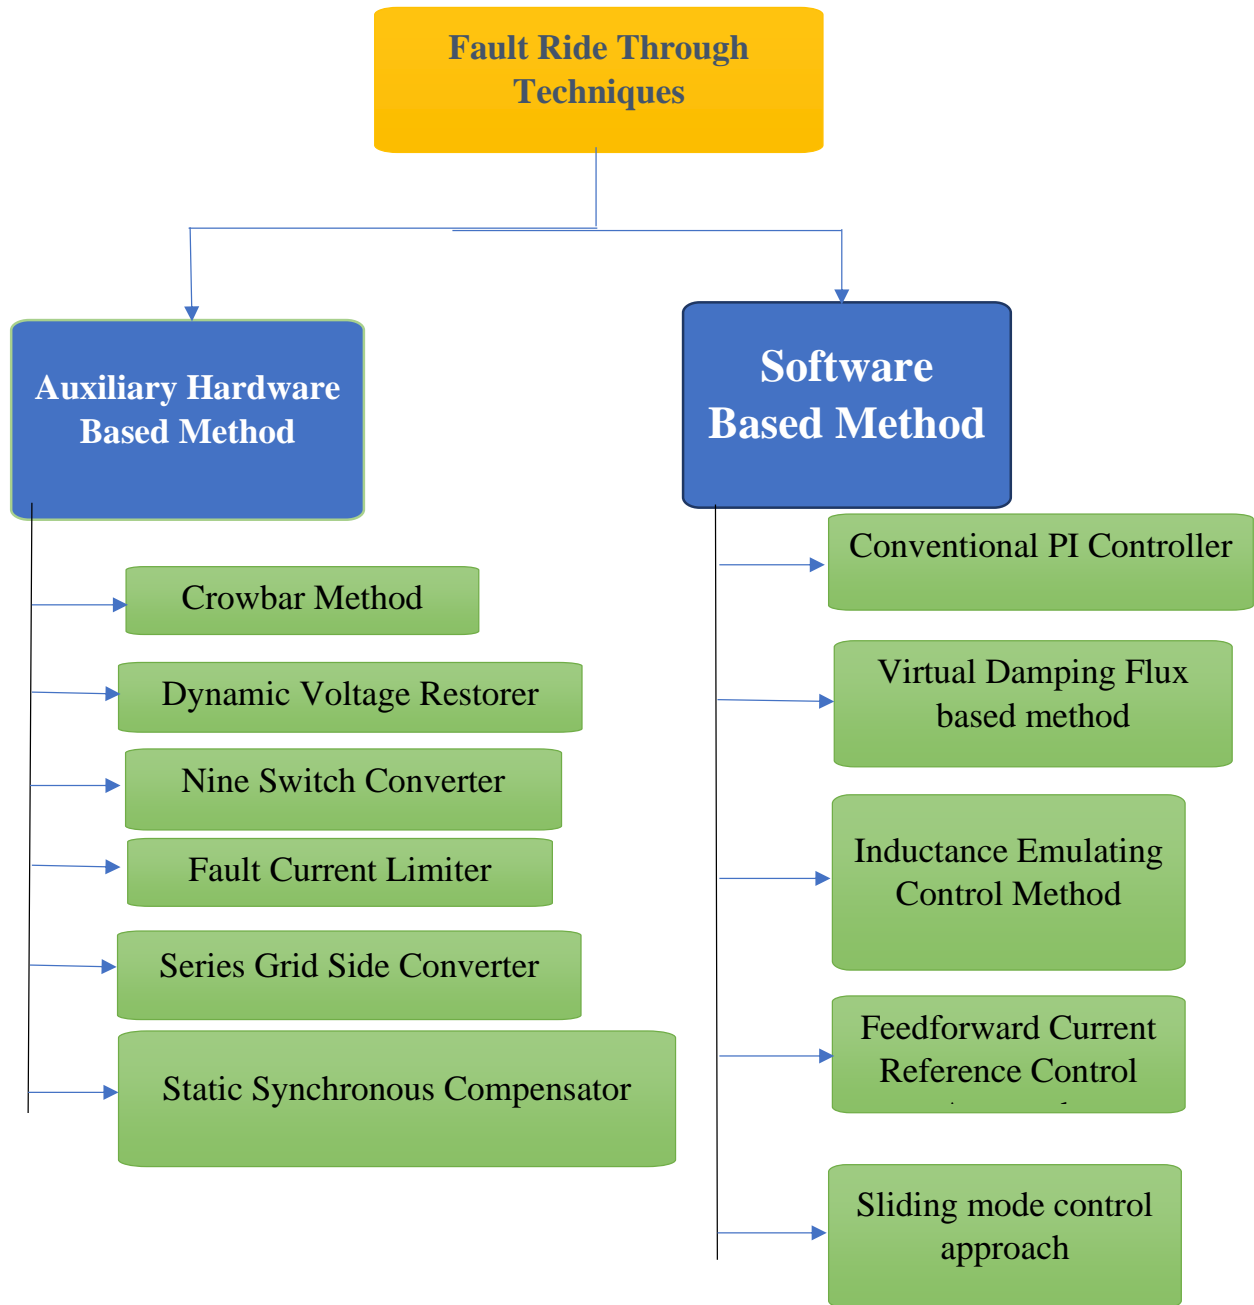 Fault Ride Through
Techniques
Auxiliary Hardware
Based Method
Software
Based Method
Crowbar Method
Dynamic Voltage Restorer
Nine Switch Converter
Fault Current Limiter
Series Grid Side Converter
Static Synchronous Compensator
Conventional PI Controller
Virtual Damping Flux
based method
Inductance Emulating
Control Method
Feedforward Current
Reference Control
Sliding mode control
approach